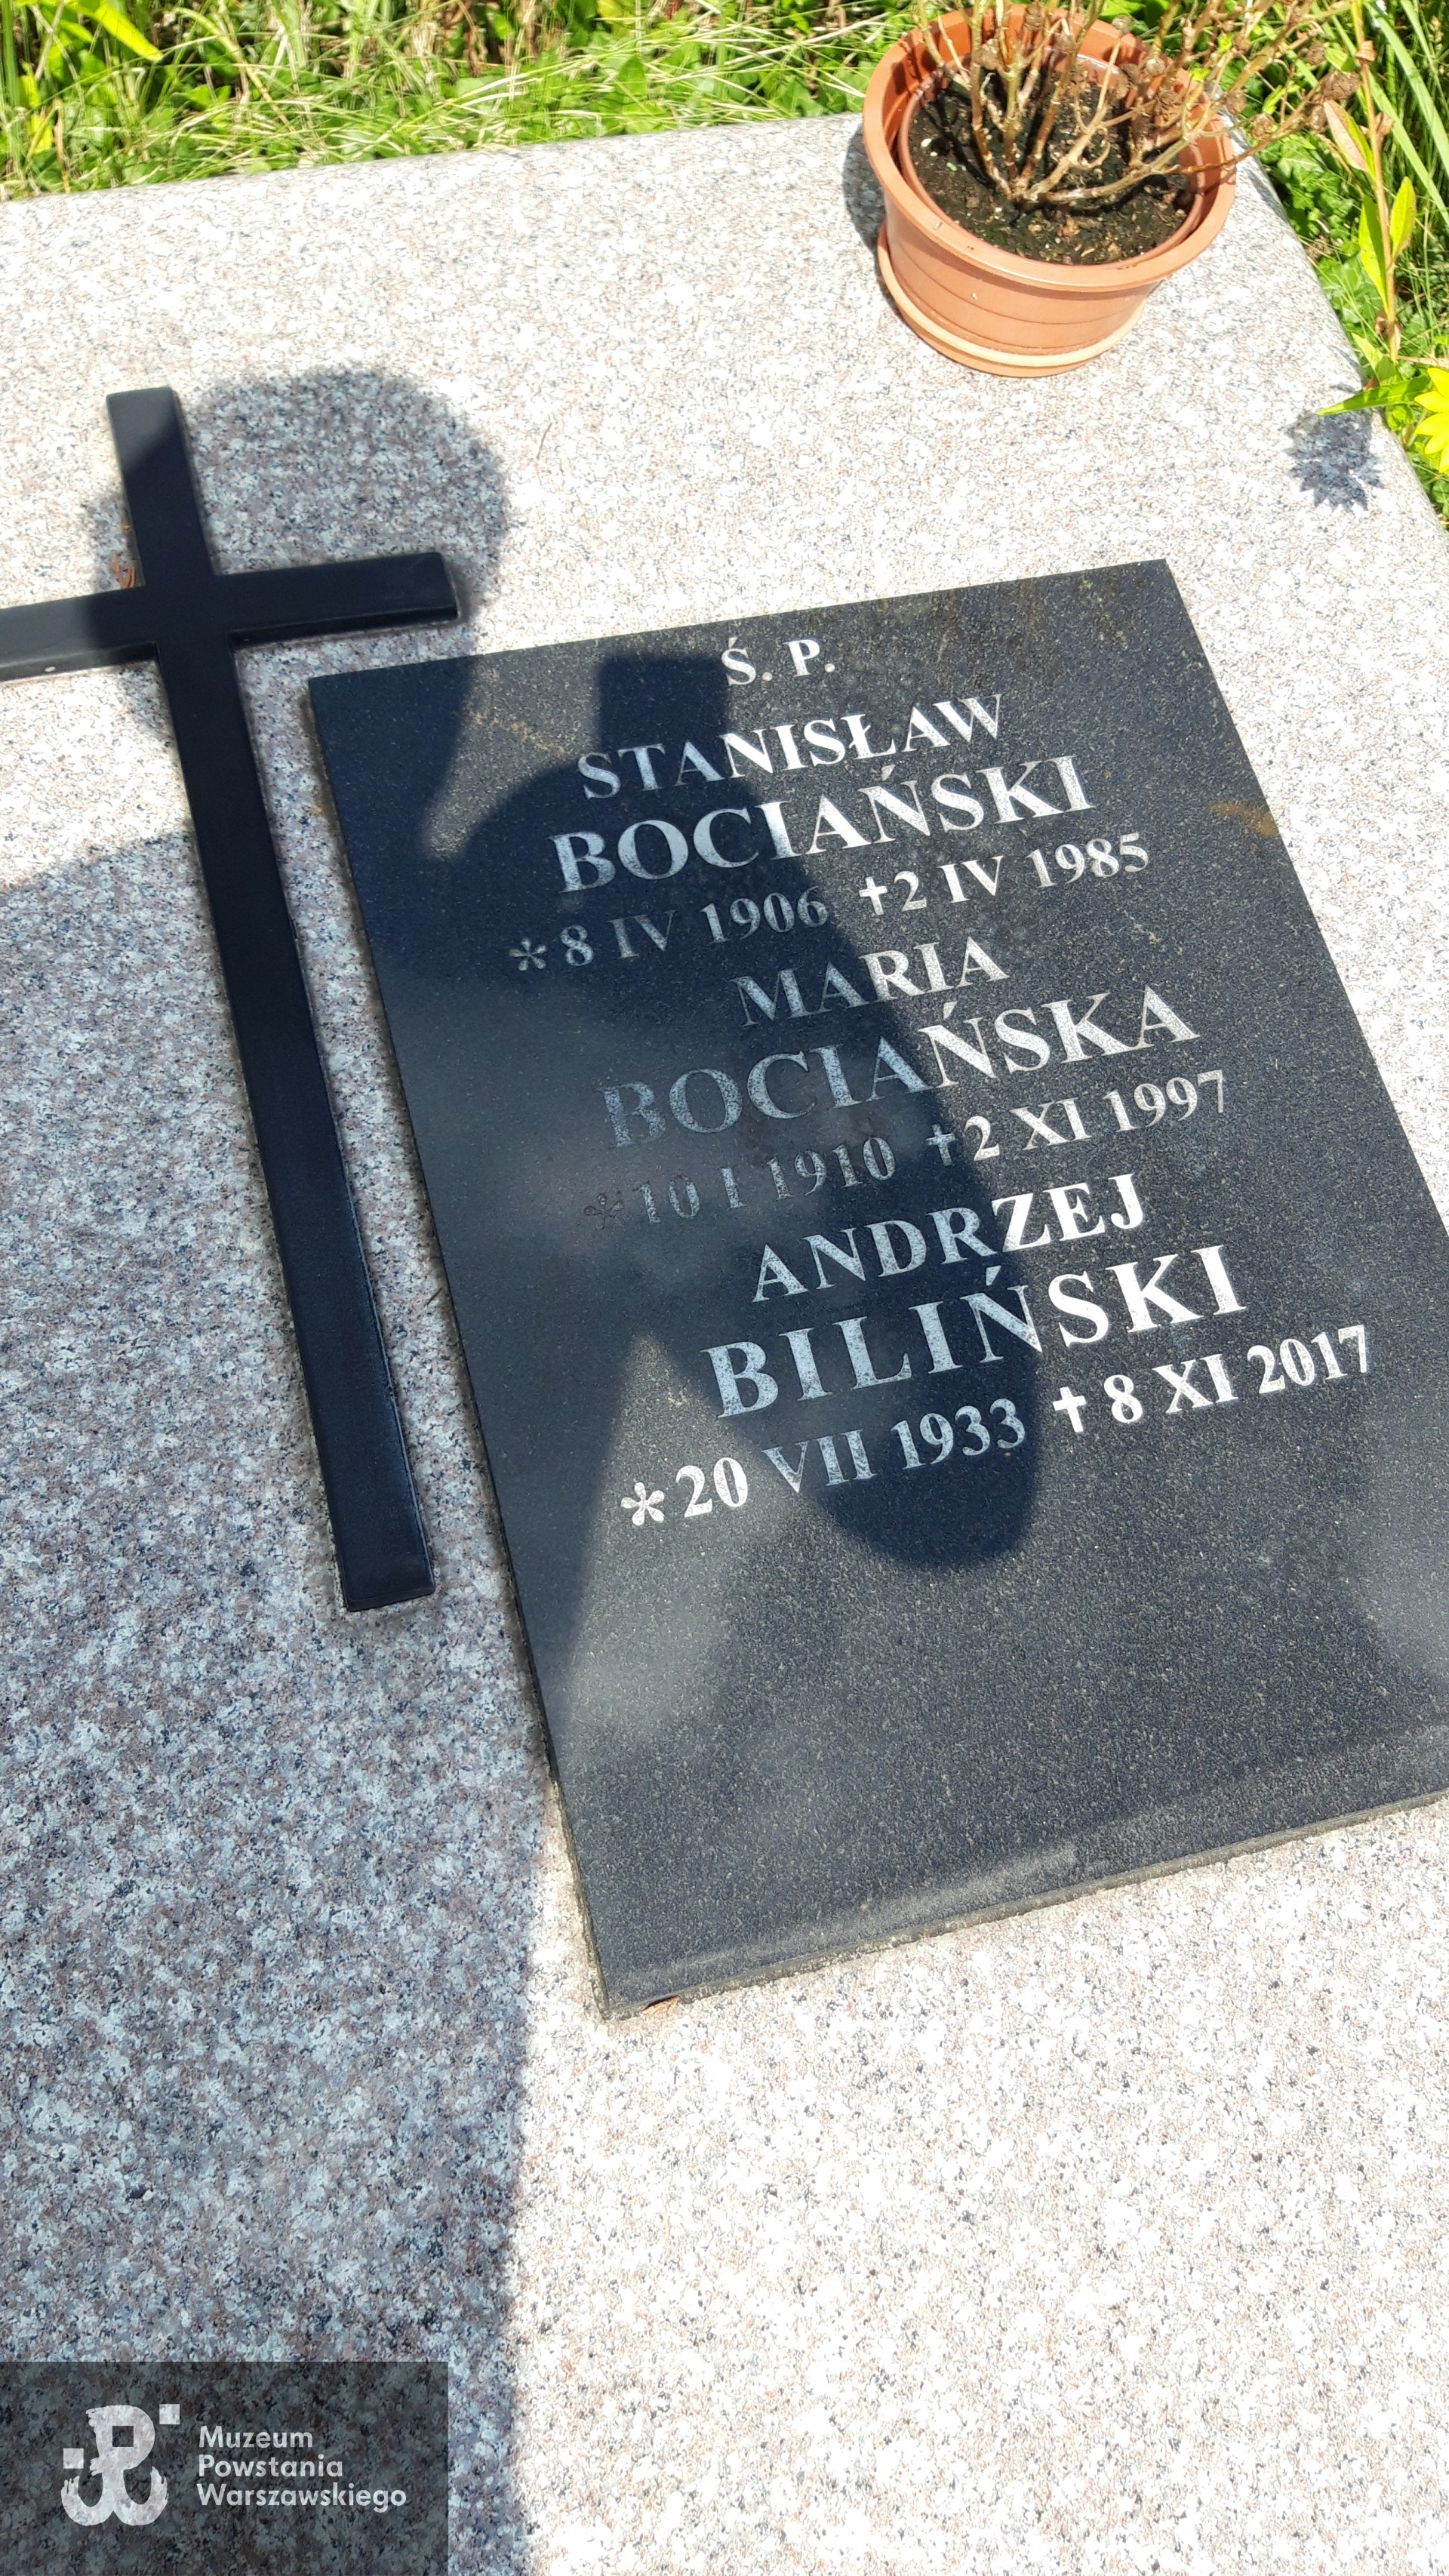 Ś. P.
STANISŁAW
BOCIAŃSKI
*8 IV 1906 †2 IV 1985
MARIA
BOCIAŃSKA
*10 I 1910 †2 XI 1997
ANDRZEJ
BILIŃSKI
*20 VII 1933 †8 XI 2017
Muzeum
Powstania
Warszawskiego